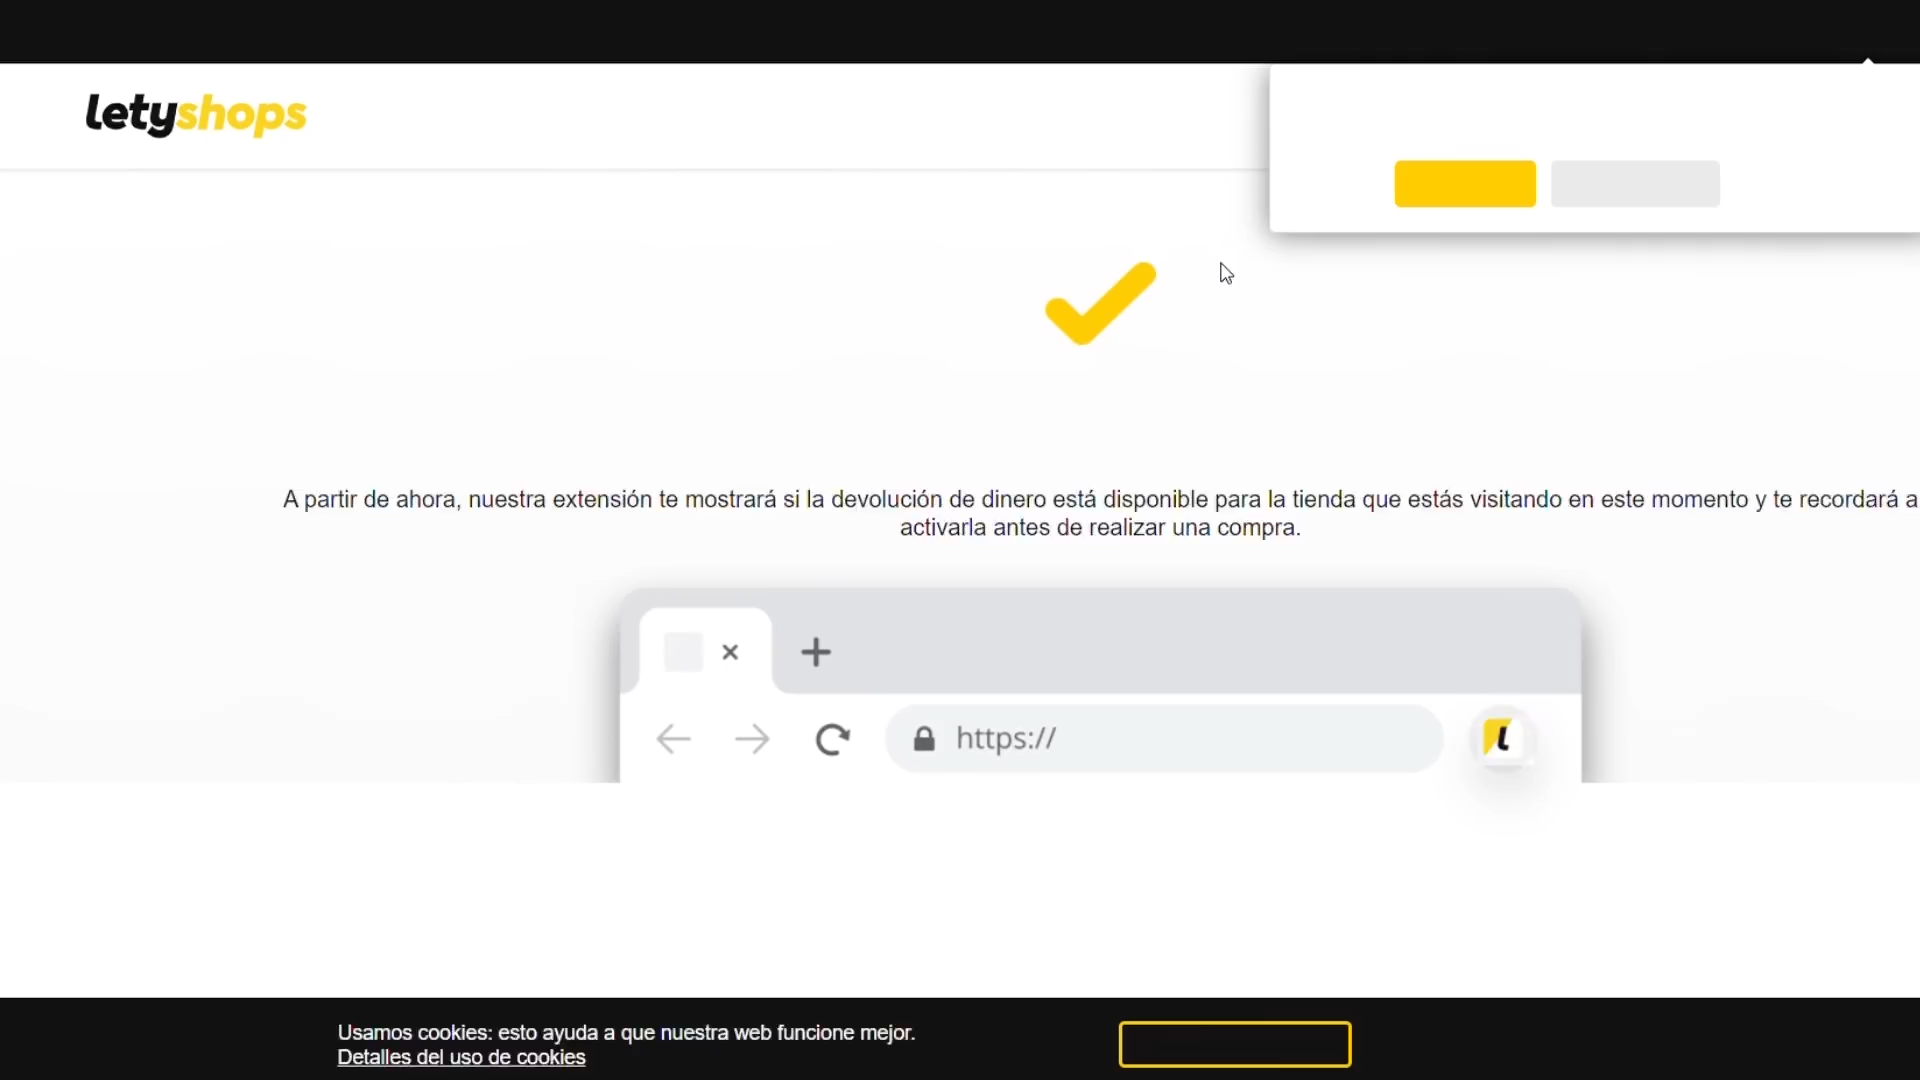 letyshops
A partir de ahora, nuestra extensión te mostrará si la devolución de dinero está disponible para la tienda que estás visitando en este momento y te recordará a
activarla antes de realizar una compra.
https://
L
Usamos cookies: esto ayuda a que nuestra web funcione mejor.
Detalles del uso de cookies